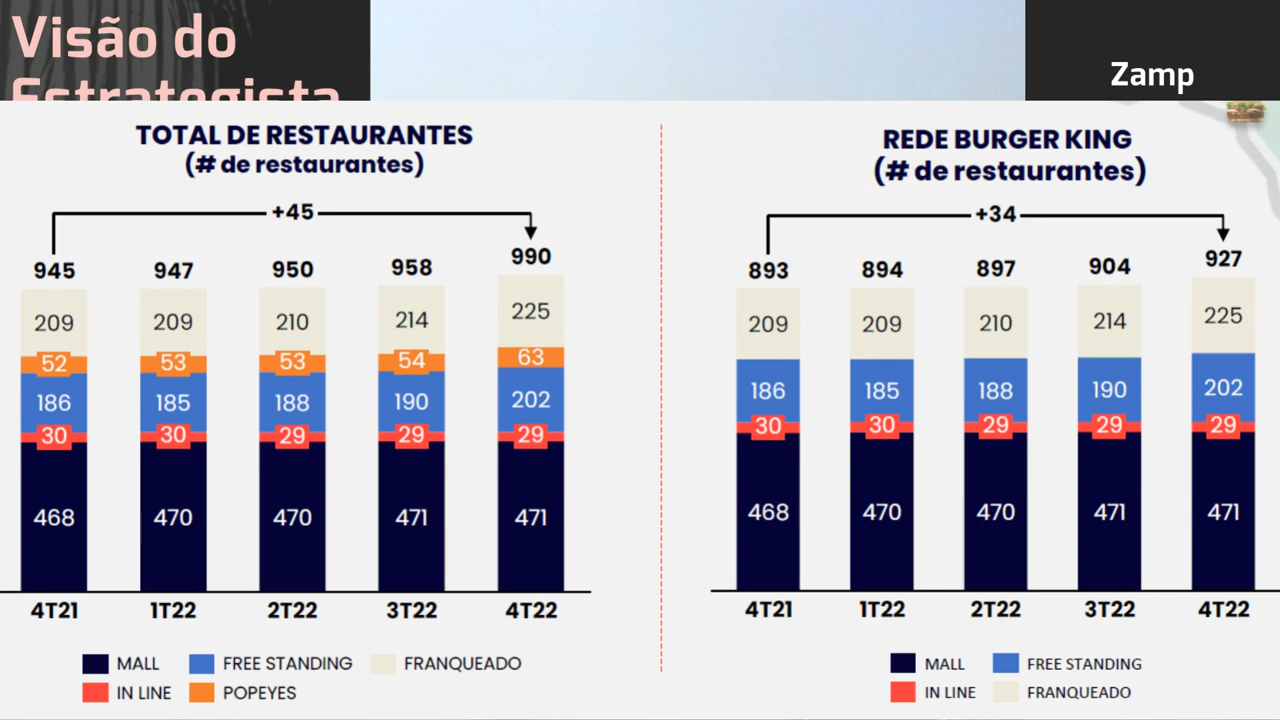 Visão do
Estrategista
Zamp
TOTAL DE RESTAURANTES
(# de restaurantes)
+45
945 947 950 958 990
209 209 210 214 225
52 53 53 54 63
186 185 188 190 202
30 30 29 29 29
468 470 470 471 471
4T21 1T22 2T22 3T22 4T22
MALL FREE STANDING FRANQUEADO
IN LINE POPEYES
REDE BURGER KING
(# de restaurantes)
+34
893 894 897 904 927
209 209 210 214 225
186 185 188 190 202
30 30 29 29 29
468 470 470 471 471
4T21 1T22 2T22 3T22 4T22
MALL FREE STANDING
IN LINE FRANQUEADO